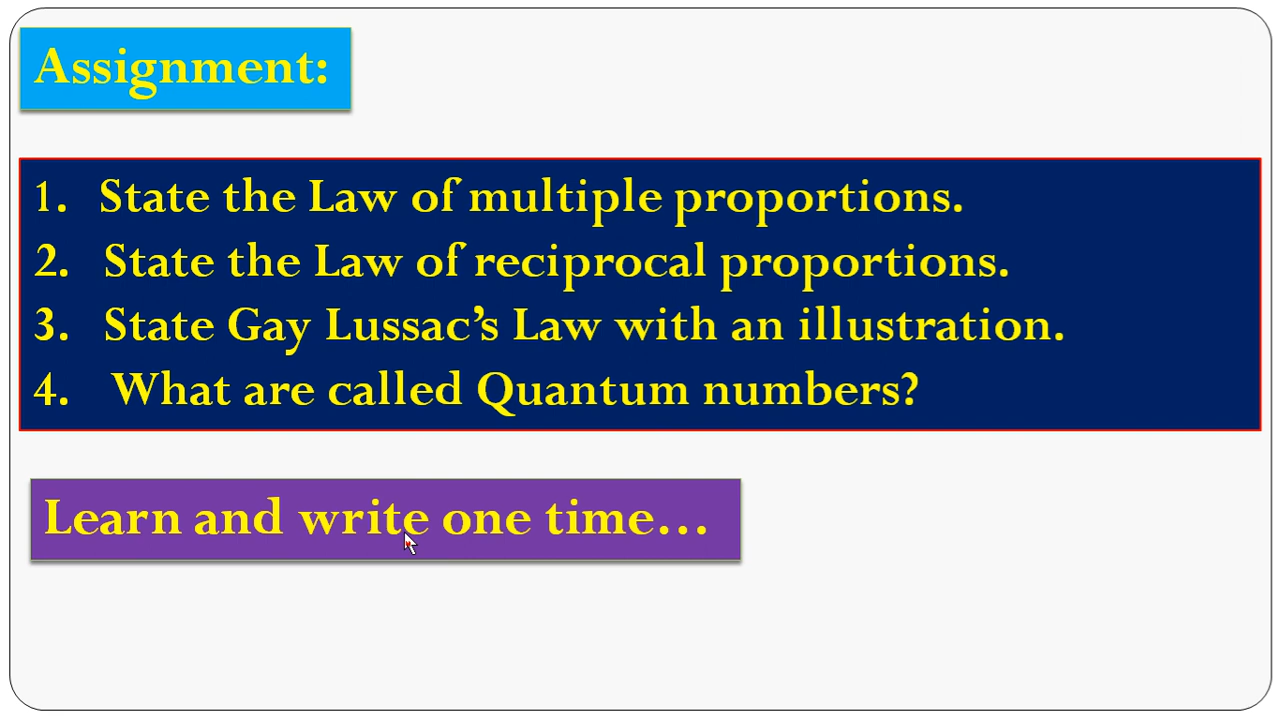 Assignment:
1. State the Law of multiple proportions.
2. State the Law of reciprocal proportions.
3. State Gay Lussac’s Law with an illustration.
4. What are called Quantum numbers?
Learn and write one time…